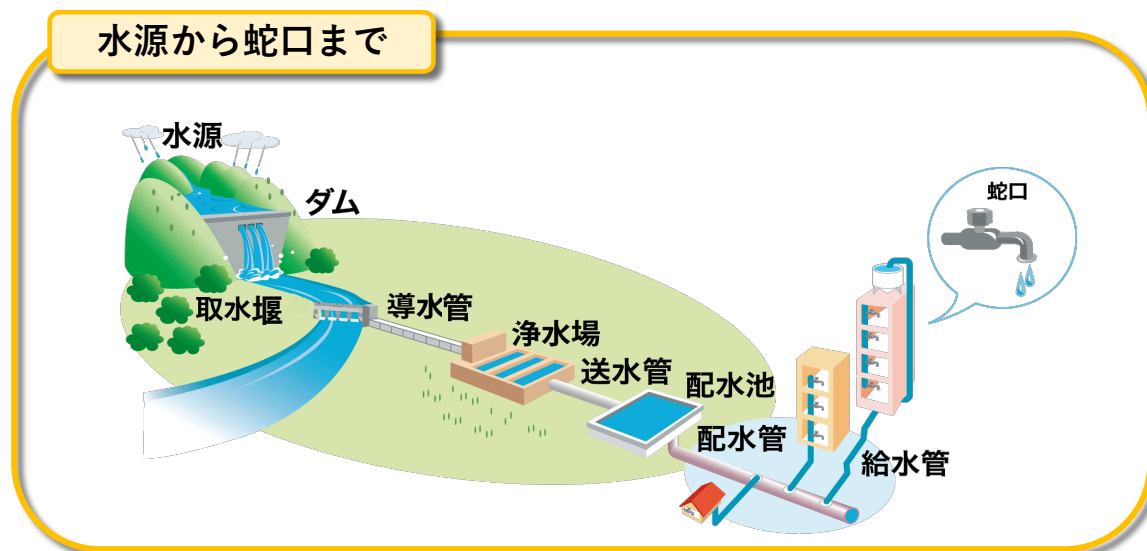 水源から蛇口まで
水源
ダム
取水堰
導水管
浄水場
送水管
配水池
配水管
給水管
蛇口